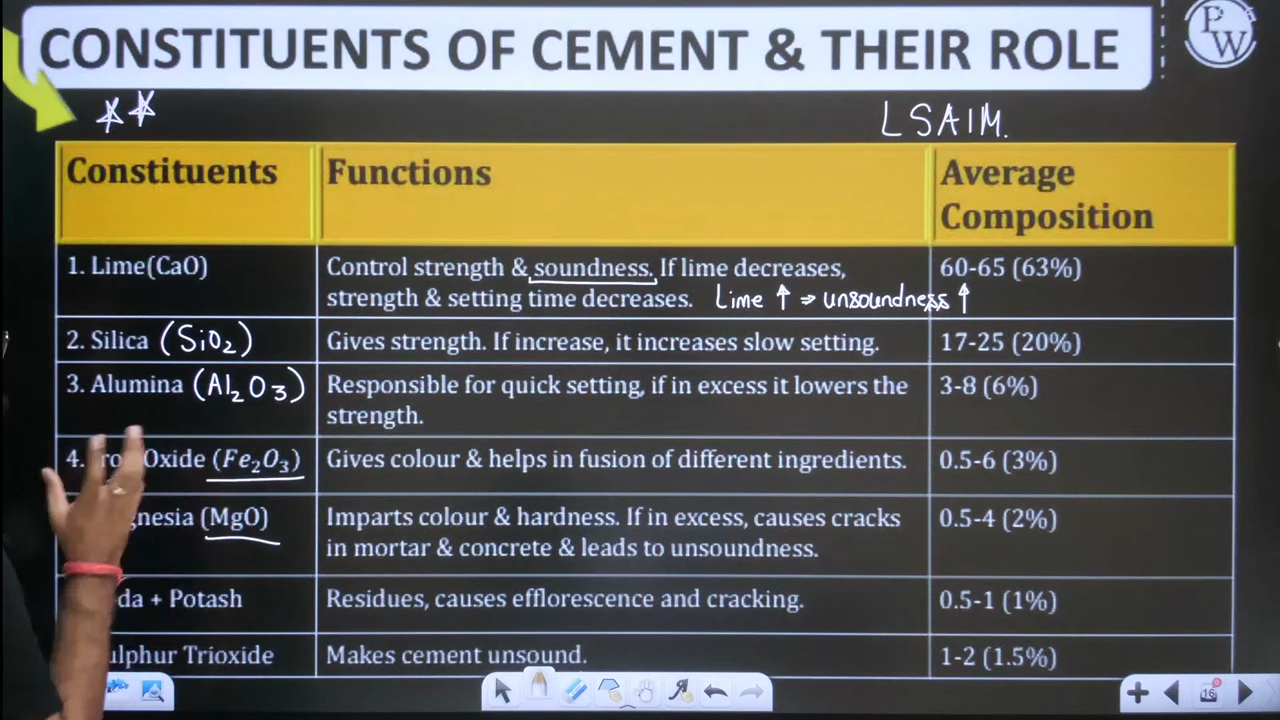 CONSTITUENTS OF CEMENT & THEIR ROLE
P
W
LSAIM.
Constituents
Functions
Average
Composition
1. Lime(CaO)
Control strength & soundness. If lime decreases,
strength & setting time decreases. Lime ↑ ⇒ unsoundness ↑
60-65 (63%)
2. Silica (SiO₂)
Gives strength. If increase, it increases slow setting.
17-25 (20%)
3. Alumina (Al₂O₃)
Responsible for quick setting, if in excess it lowers the
strength.
3-8 (6%)
4. Oxide (Fe₂O₃)
Gives colour & helps in fusion of different ingredients.
0.5-6 (3%)
(MgO)
Imparts colour & hardness. If in excess, causes cracks
in mortar & concrete & leads to unsoundness.
0.5-4 (2%)
+ Potash
Residues, causes efflorescence and cracking.
0.5-1 (1%)
Trioxide
Makes cement unsound.
1-2 (1.5%)
16